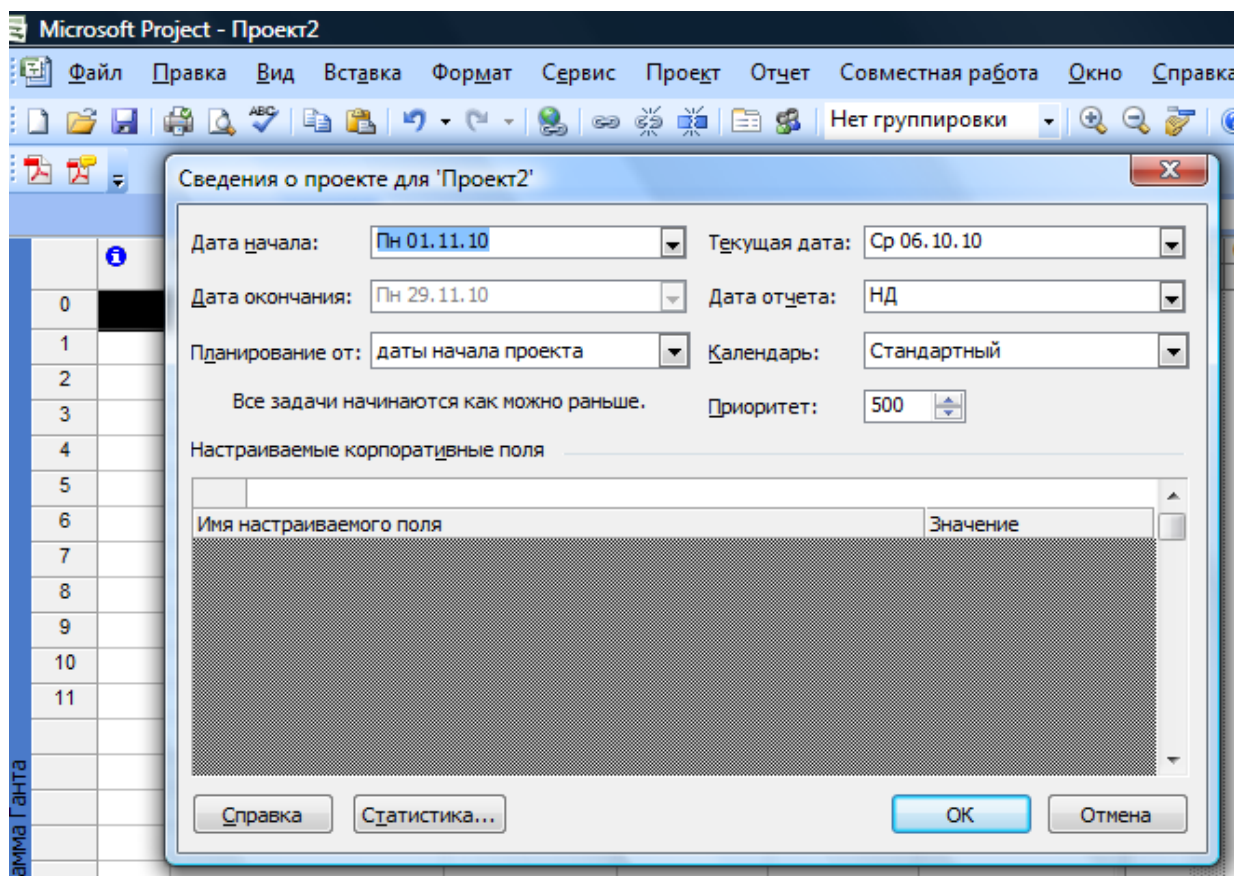 Microsoft Project - Проект2
Файл Правка Вид Вставка Формат Сервис Проект Отчет Совместная работа Окно Справка
ABC Нет группировки
Сведения о проекте для 'Проект2'
Дата начала: Пн 01.11.10 Текущая дата: Ср 06.10.10
Дата окончания: Пн 29.11.10 Дата отчета: НД
Планирование от: даты начала проекта Календарь: Стандартный
Все задачи начинаются как можно раньше. Приоритет: 500
Настраиваемые корпоративные поля
Имя настраиваемого поля Значение
Справка Статистика... ОК Отмена
0
1
2
3
4
5
6
7
8
9
10
11
амма Ганта